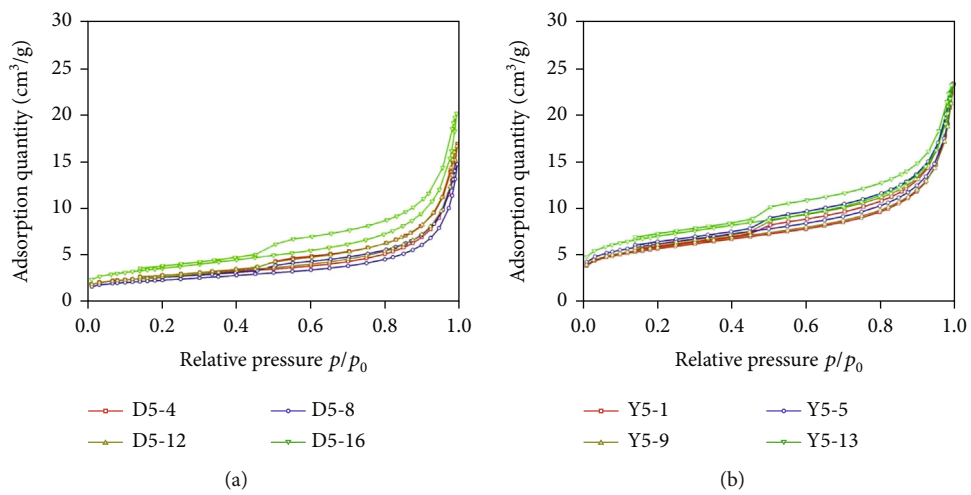 30
25
20
15
10
5
0
Adsorption quantity (cm³/g)
0.0 0.2 0.4 0.6 0.8 1.0
Relative pressure p/p₀
D5-4 D5-8
D5-12 D5-16
(a)
30
25
20
15
10
5
0
Adsorption quantity (cm³/g)
0.0 0.2 0.4 0.6 0.8 1.0
Relative pressure p/p₀
Y5-1 Y5-5
Y5-9 Y5-13
(b)